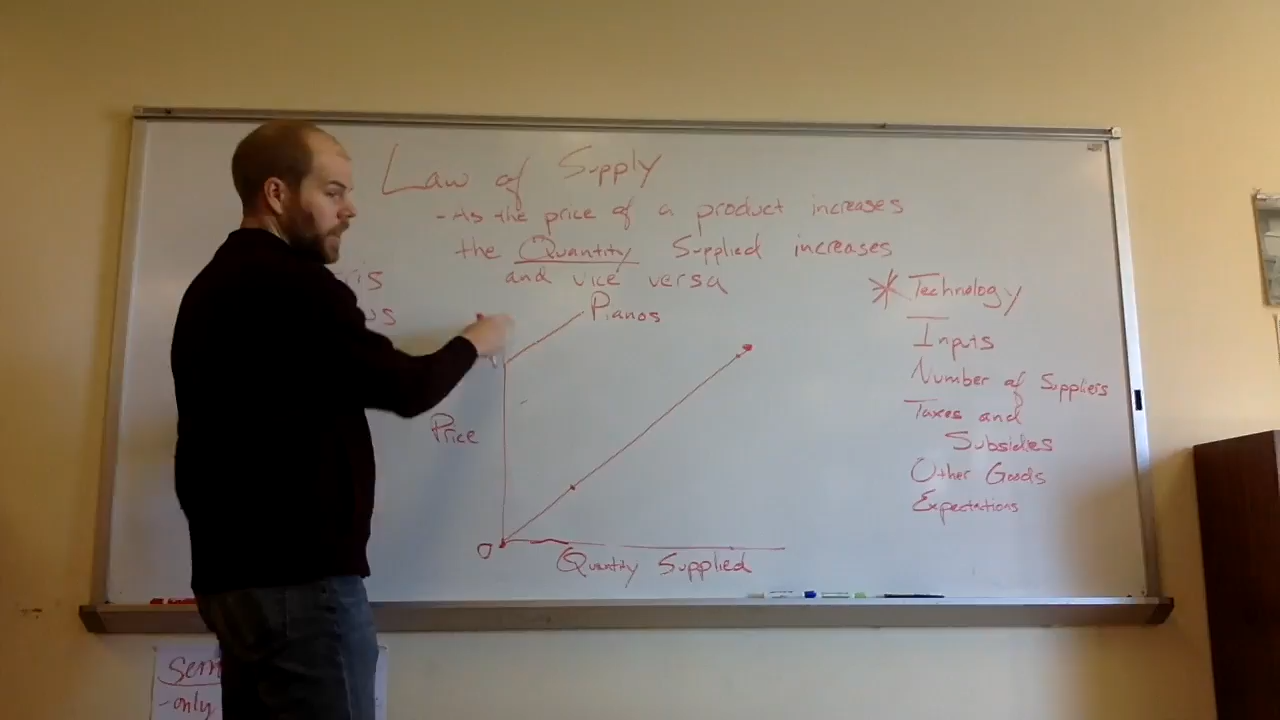 Law of Supply
- As the price of a product increases
the Quantity Supplied increases
and vice versa
Pianos
Price
O
Quantity Supplied
* Technology
Inputs
Number of Suppliers
Taxes and
Subsidies
Other Goods
Expectations
-only